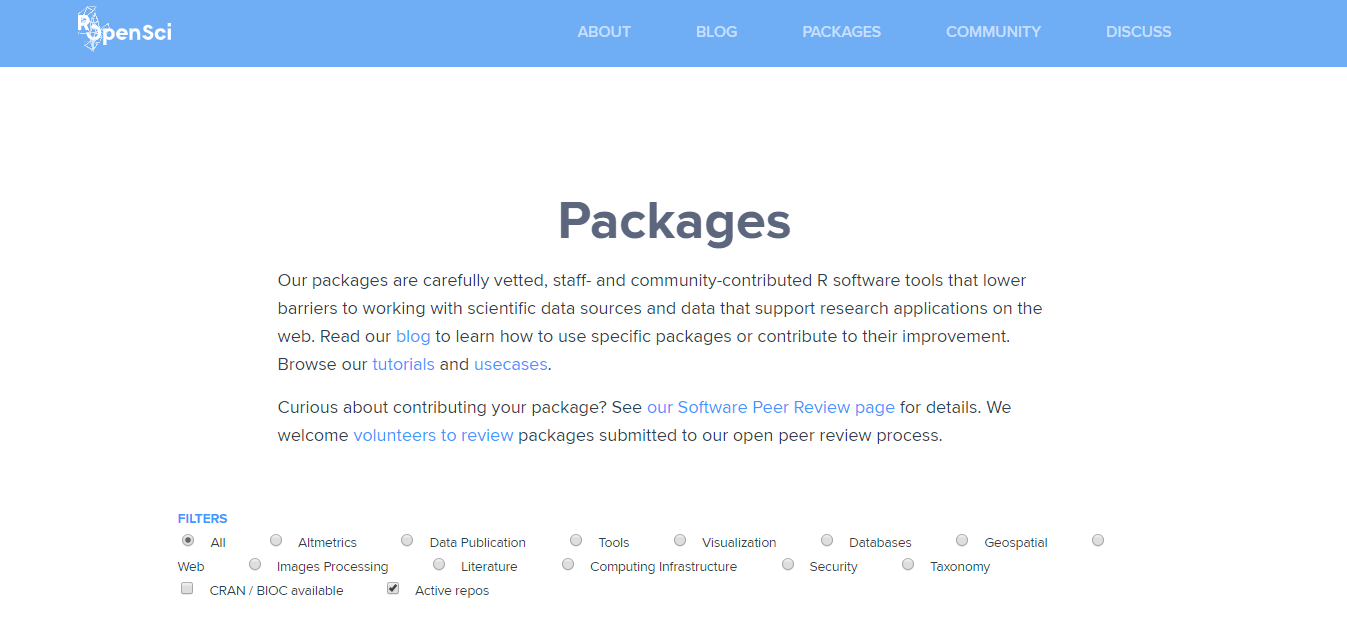 ROpenSci
ABOUT BLOG PACKAGES COMMUNITY DISCUSS
Packages
Our packages are carefully vetted, staff- and community-contributed R software tools that lower
barriers to working with scientific data sources and data that support research applications on the
web. Read our blog to learn how to use specific packages or contribute to their improvement.
Browse our tutorials and usecases.
Curious about contributing your package? See our Software Peer Review page for details. We
welcome volunteers to review packages submitted to our open peer review process.
FILTERS
All Altmetrics Data Publication Tools Visualization Databases Geospatial
Web Images Processing Literature Computing Infrastructure Security Taxonomy
CRAN / BIOC available Active repos